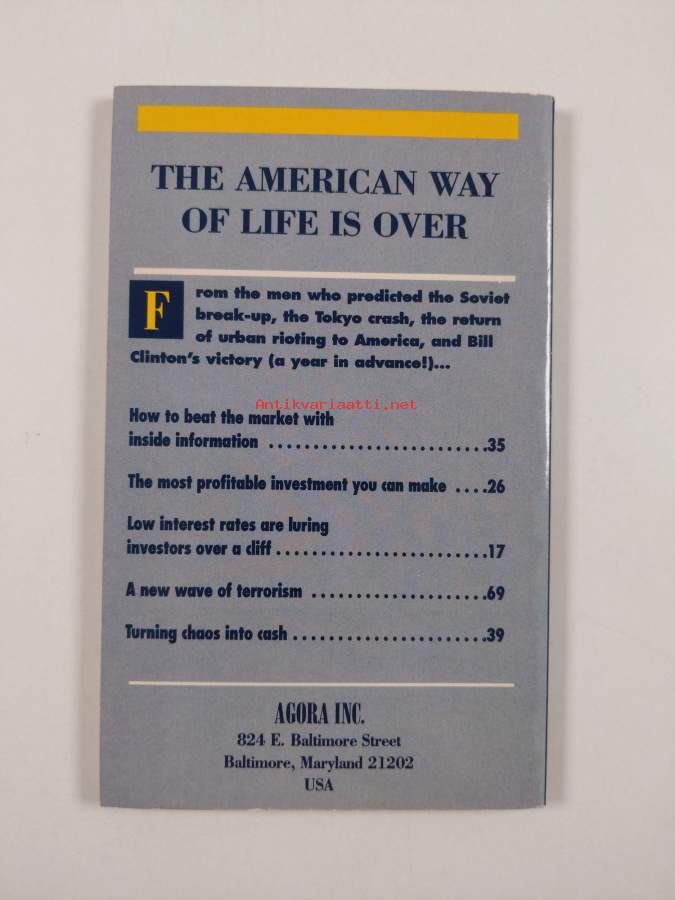 THE AMERICAN WAY
OF LIFE IS OVER
From the men who predicted the Soviet
break-up, the Tokyo crash, the return
of urban rioting to America, and Bill
Clinton's victory (a year in advance!)...
Antikvariaatti.net
How to beat the market with
inside information ........................35
The most profitable investment you can make ....26
Low interest rates are luring
investors over a cliff........................17
A new wave of terrorism ....................69
Turning chaos into cash......................39
AGORA INC.
824 E. Baltimore Street
Baltimore, Maryland 21202
USA